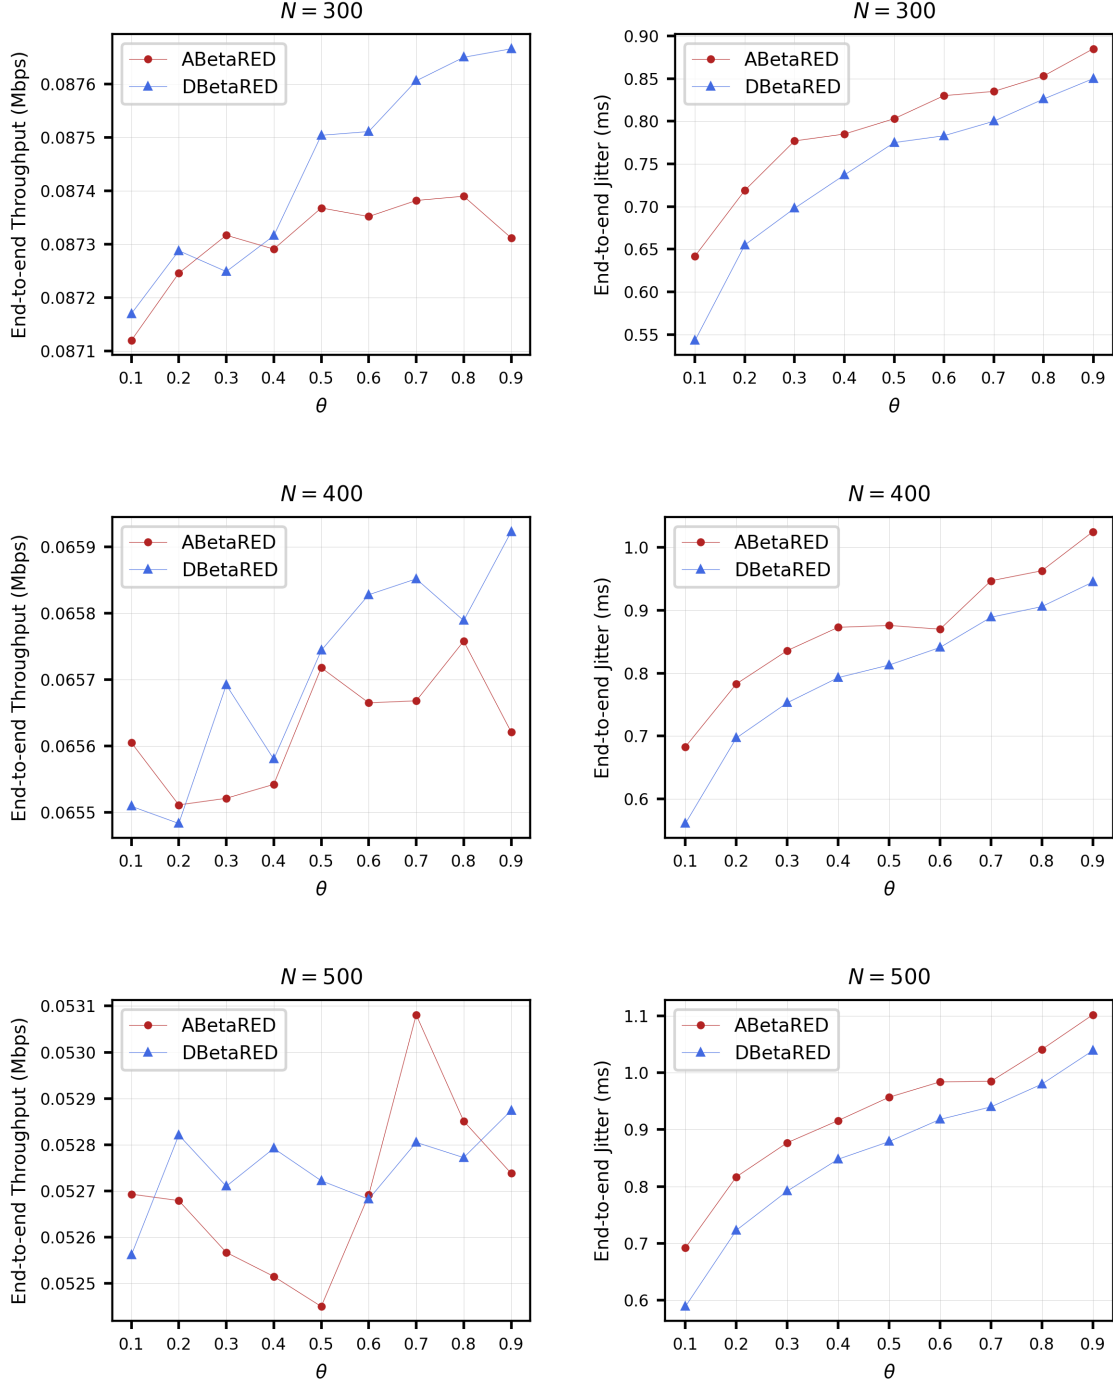 N = 300
End-to-end Throughput (Mbps)
ABetaRED
DBetaRED
0.0876
0.0875
0.0874
0.0873
0.0872
0.0871
0.1 0.2 0.3 0.4 0.5 0.6 0.7 0.8 0.9
θ
N = 300
End-to-end Jitter (ms)
ABetaRED
DBetaRED
0.90
0.85
0.80
0.75
0.70
0.65
0.60
0.55
0.1 0.2 0.3 0.4 0.5 0.6 0.7 0.8 0.9
θ
N = 400
End-to-end Throughput (Mbps)
ABetaRED
DBetaRED
0.0659
0.0658
0.0657
0.0656
0.0655
0.1 0.2 0.3 0.4 0.5 0.6 0.7 0.8 0.9
θ
N = 400
End-to-end Jitter (ms)
ABetaRED
DBetaRED
1.0
0.9
0.8
0.7
0.6
0.1 0.2 0.3 0.4 0.5 0.6 0.7 0.8 0.9
θ
N = 500
End-to-end Throughput (Mbps)
ABetaRED
DBetaRED
0.0531
0.0530
0.0529
0.0528
0.0527
0.0526
0.0525
0.1 0.2 0.3 0.4 0.5 0.6 0.7 0.8 0.9
θ
N = 500
End-to-end Jitter (ms)
ABetaRED
DBetaRED
1.1
1.0
0.9
0.8
0.7
0.6
0.1 0.2 0.3 0.4 0.5 0.6 0.7 0.8 0.9
θ